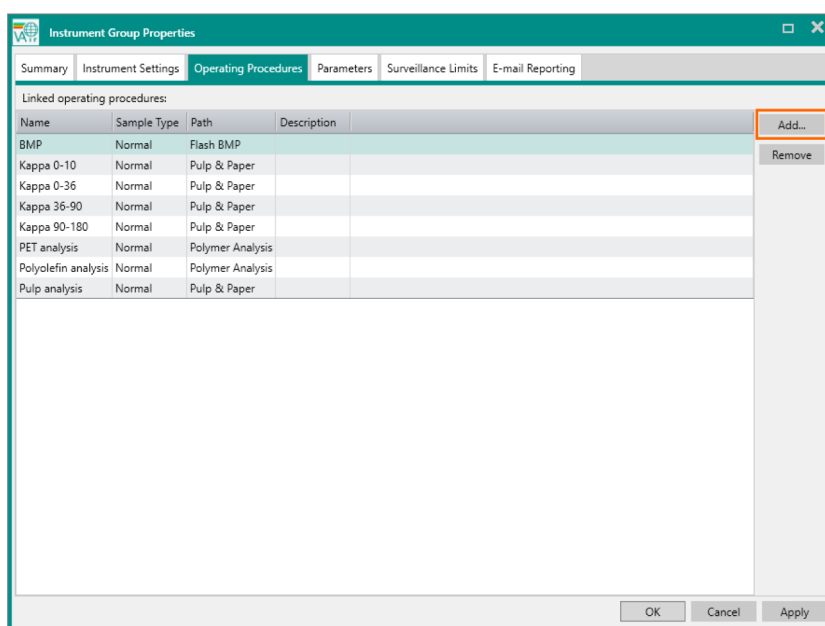 Instrument Group Properties
Summary Instrument Settings Operating Procedures Parameters Surveillance Limits E-mail Reporting
Linked operating procedures:
Name Sample Type Path Description
Add...
BMP Normal Flash BMP
Remove
Kappa 0-10 Normal Pulp & Paper
Kappa 0-36 Normal Pulp & Paper
Kappa 36-90 Normal Pulp & Paper
Kappa 90-180 Normal Pulp & Paper
PET analysis Normal Polymer Analysis
Polyolefin analysis Normal Polymer Analysis
Pulp analysis Normal Pulp & Paper
OK Cancel Apply